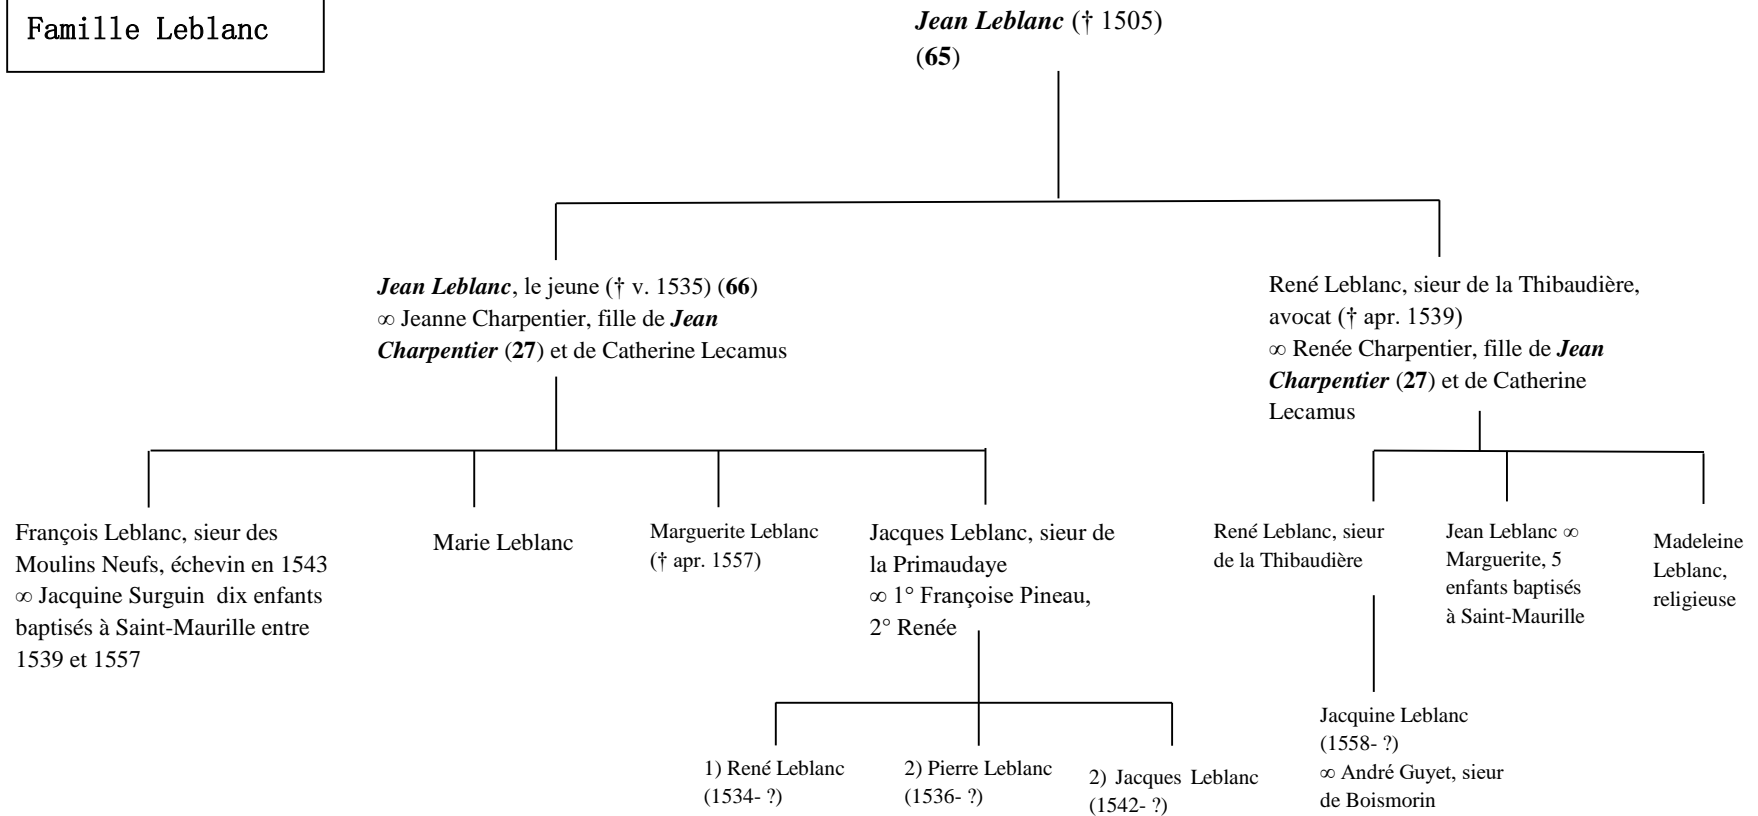 Famille Leblanc
Jean Leblanc († 1505)
(65)
Jean Leblanc, le jeune († v. 1535) (66)
∞ Jeanne Charpentier, fille de Jean
Charpentier (27) et de Catherine Lecamus
René Leblanc, sieur de la Thibaudière,
avocat († apr. 1539)
∞ Renée Charpentier, fille de Jean
Charpentier (27) et de Catherine
Lecamus
François Leblanc, sieur des
Moulins Neufs, échevin en 1543
∞ Jacquine Surguin dix enfants
baptisés à Saint-Maurille entre
1539 et 1557
Marie Leblanc
Marguerite Leblanc
(† apr. 1557)
Jacques Leblanc, sieur de
la Primaudaye
∞ 1° Françoise Pineau,
2° Renée
René Leblanc, sieur
de la Thibaudière
Jean Leblanc ∞
Marguerite, 5
enfants baptisés
à Saint-Maurille
Madeleine
Leblanc,
religieuse
1) René Leblanc
(1534- ?)
2) Pierre Leblanc
(1536- ?)
2) Jacques Leblanc
(1542- ?)
Jacquine Leblanc
(1558- ?)
∞ André Guyet, sieur
de Boismorin